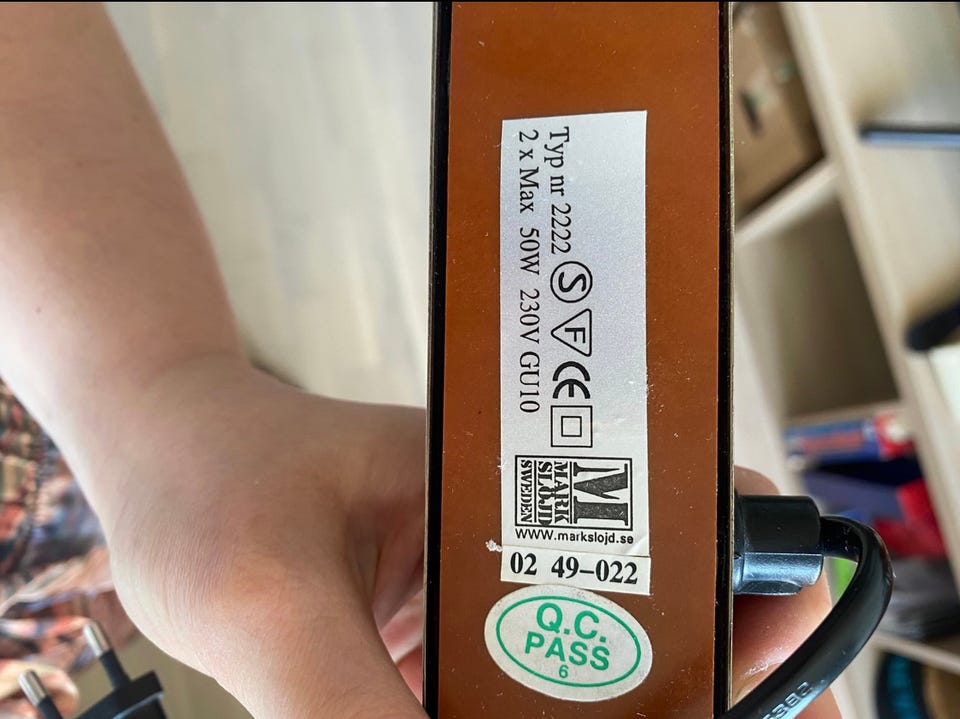 Typ nr 2222 S F CE
2 x Max 50W 230V GU10
M
MARK
SLÖJD
SWEDEN
www.markslojd.se
02 49-022
Q.C.
PASS
6